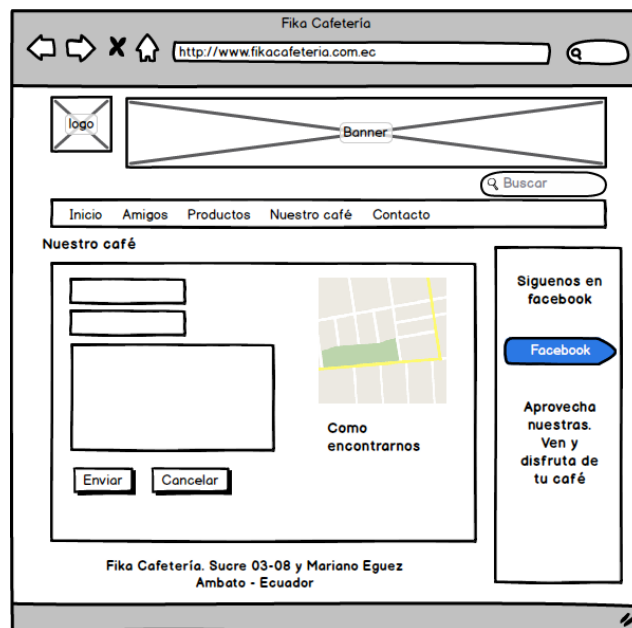 Fika Cafetería
http://www.fikacafeteria.com.ec
logo
Banner
Buscar
Inicio Amigos Productos Nuestro café Contacto
Nuestro café
Como
encontrarnos
Enviar Cancelar
Siguenos en
facebook
Facebook
Aprovecha
nuestras.
Ven y
disfruta de
tu café
Fika Cafetería. Sucre 03-08 y Mariano Eguez
Ambato - Ecuador